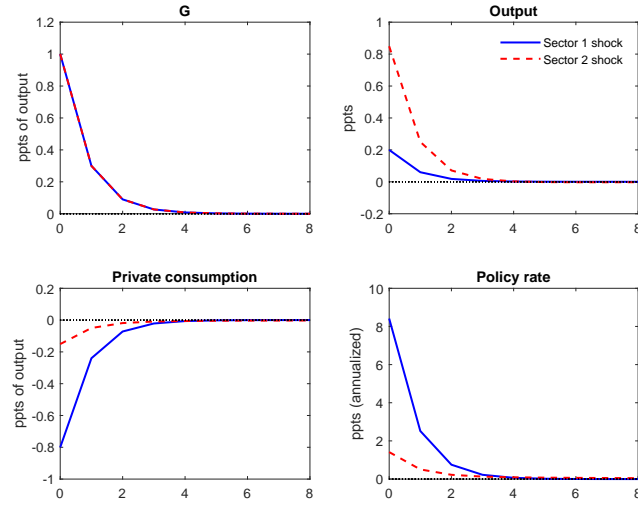 G
ppts of output
1.2
1
0.8
0.6
0.4
0.2
0
0 2 4 6 8
Output
ppts
1
0.8
0.6
0.4
0.2
0
-0.2
0 2 4 6 8
Sector 1 shock
Sector 2 shock
Private consumption
ppts of output
0.2
0
-0.2
-0.4
-0.6
-0.8
-1
0 2 4 6 8
Policy rate
ppts (annualized)
10
8
6
4
2
0
0 2 4 6 8